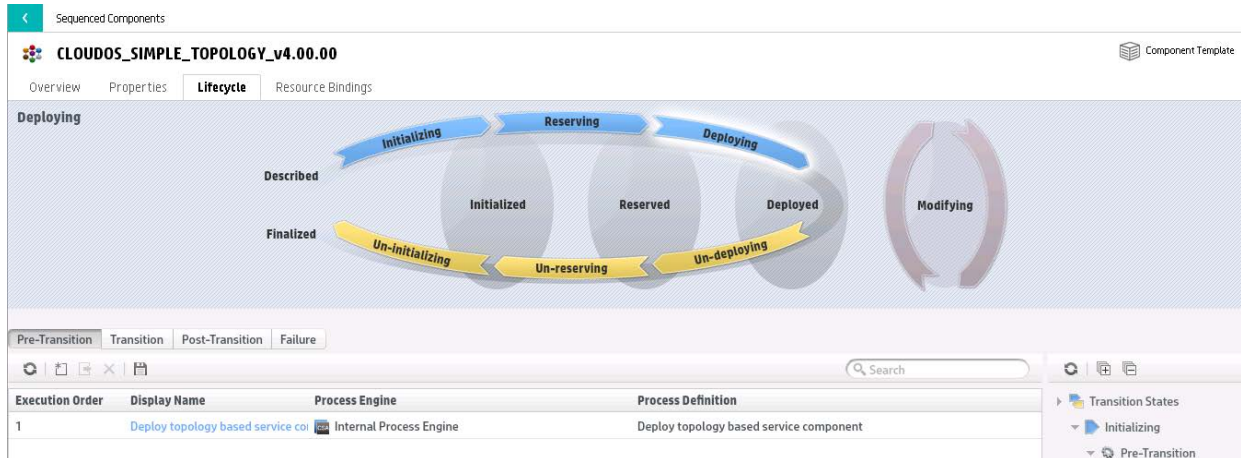 Sequenced Components
CLOUDOS_SIMPLE_TOPOLOGY_v4.00.00
Component Template
Overview Properties Lifecycle Resource Bindings
Deploying
Initializing Reserving Deploying
Described
Initialized Reserved Deployed Modifying
Finalized
Un-initializing Un-reserving Un-deploying
Pre-Transition Transition Post-Transition Failure
Search
Execution Order Display Name Process Engine Process Definition
Transition States
1 Deploy topology based service co CSA Internal Process Engine Deploy topology based service component
Initializing
Pre-Transition